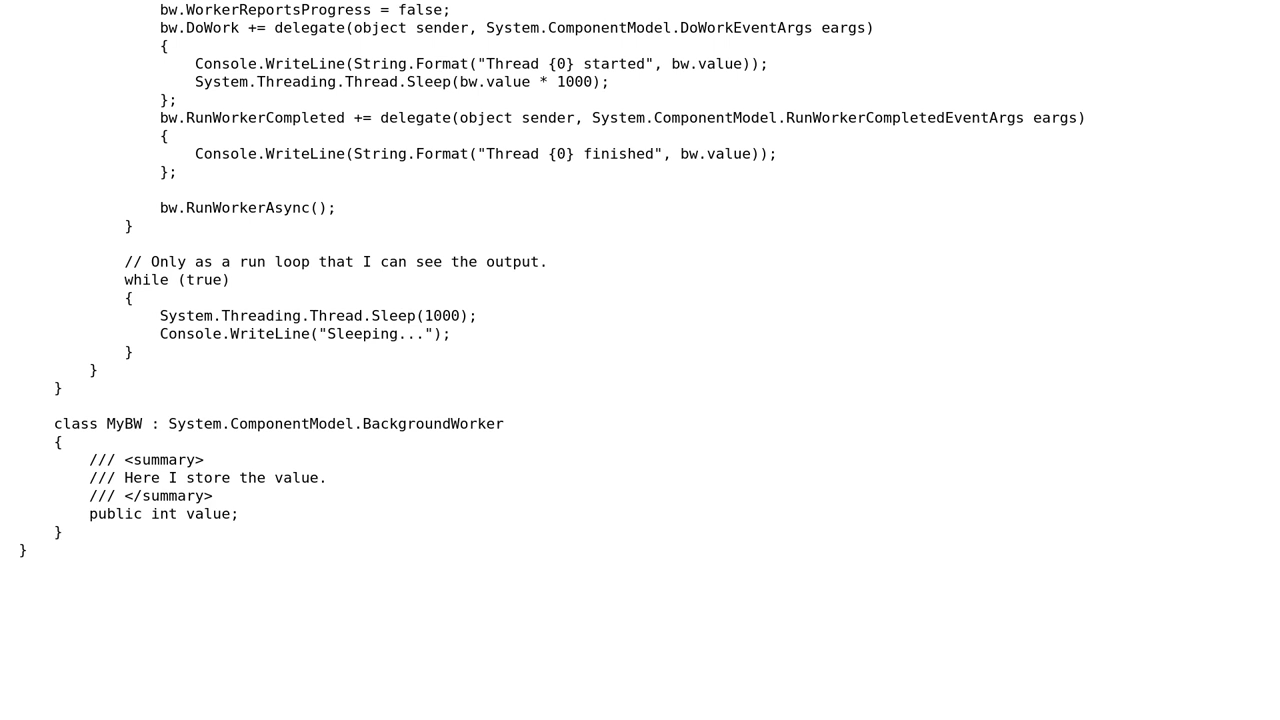 bw.WorkerReportsProgress = false;
                bw.DoWork += delegate(object sender, System.ComponentModel.DoWorkEventArgs eargs)
                {
                    Console.WriteLine(String.Format("Thread {0} started", bw.value));
                    System.Threading.Thread.Sleep(bw.value * 1000);
                };
                bw.RunWorkerCompleted += delegate(object sender, System.ComponentModel.RunWorkerCompletedEventArgs eargs)
                {
                    Console.WriteLine(String.Format("Thread {0} finished", bw.value));
                };

                bw.RunWorkerAsync();
            }

            // Only as a run loop that I can see the output.
            while (true)
            {
                System.Threading.Thread.Sleep(1000);
                Console.WriteLine("Sleeping...");
            }
        }
    }

    class MyBW : System.ComponentModel.BackgroundWorker
    {
        /// <summary>
        /// Here I store the value.
        /// </summary>
        public int value;
    }
}